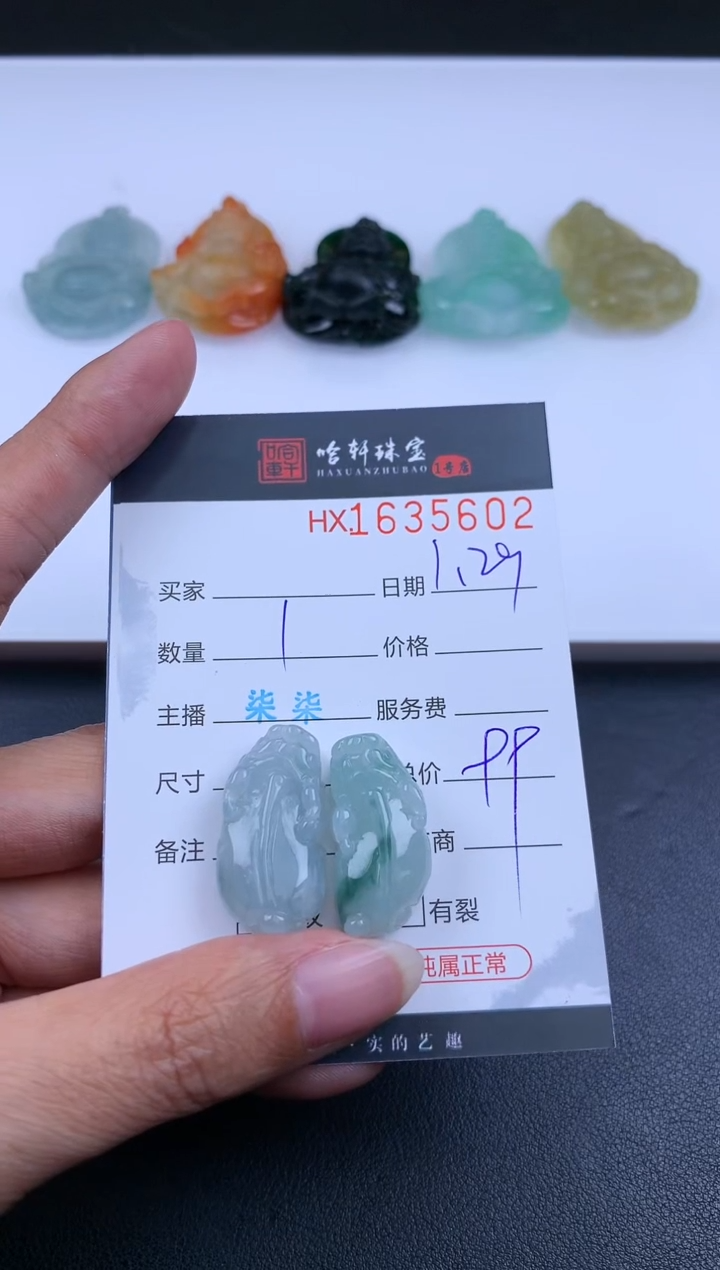 哈轩珠宝
HAXUANZHUBAO 1号店
HX.1635602
买家 日期 1.29
数量 1 价格
主播 柒柒 服务费
尺寸 总价
备注 商
有裂
纯属正常
实的艺趣